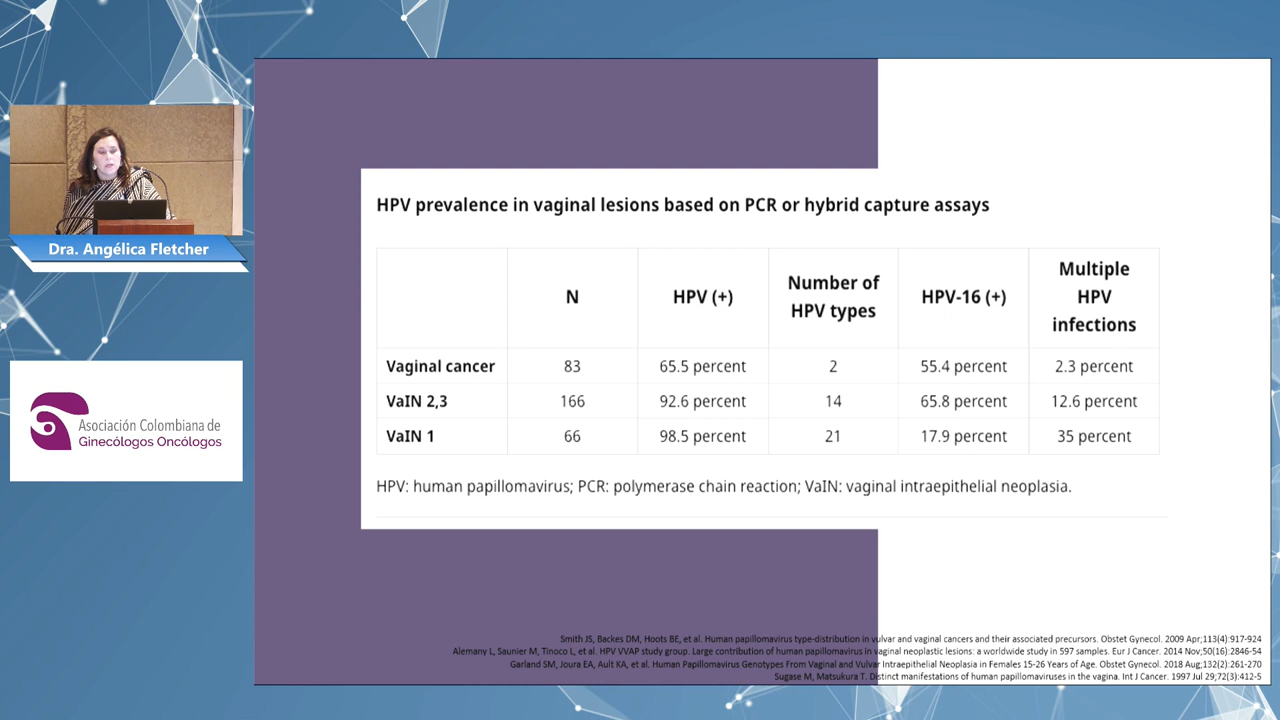 Dra. Angélica Fletcher
Asociación Colombiana de
Ginecólogos Oncólogos
HPV prevalence in vaginal lesions based on PCR or hybrid capture assays
N
HPV (+)
Number of
HPV types
HPV-16 (+)
Multiple
HPV
infections
Vaginal cancer 83 65.5 percent 2 55.4 percent 2.3 percent
VaIN 2,3 166 92.6 percent 14 65.8 percent 12.6 percent
VaIN 1 66 98.5 percent 21 17.9 percent 35 percent
HPV: human papillomavirus; PCR: polymerase chain reaction; VaIN: vaginal intraepithelial neoplasia.
Smith JS, Backes DM, Hoots BE, et al. Human papillomavirus type-distribution in vulvar and vaginal cancers and their associated precursors. Obstet Gynecol. 2009 Apr;113(4):917-924
Alemany L, Saunier M, Tinoco L, et al. HPV VVAP study group. Large contribution of human papillomavirus in vaginal neoplastic lesions: a worldwide study in 597 samples. Eur J Cancer. 2014 Nov;50(16):2846-54
Garland SM, Joura EA, Ault KA, et al. Human Papillomavirus Genotypes From Vaginal and Vulvar Intraepithelial Neoplasia in Females 15-26 Years of Age. Obstet Gynecol. 2018 Aug;132(2):261-270
Sugase M, Matsukura T. Distinct manifestations of human papillomaviruses in the vagina. Int J Cancer. 1997 Jul 29;72(3):412-5